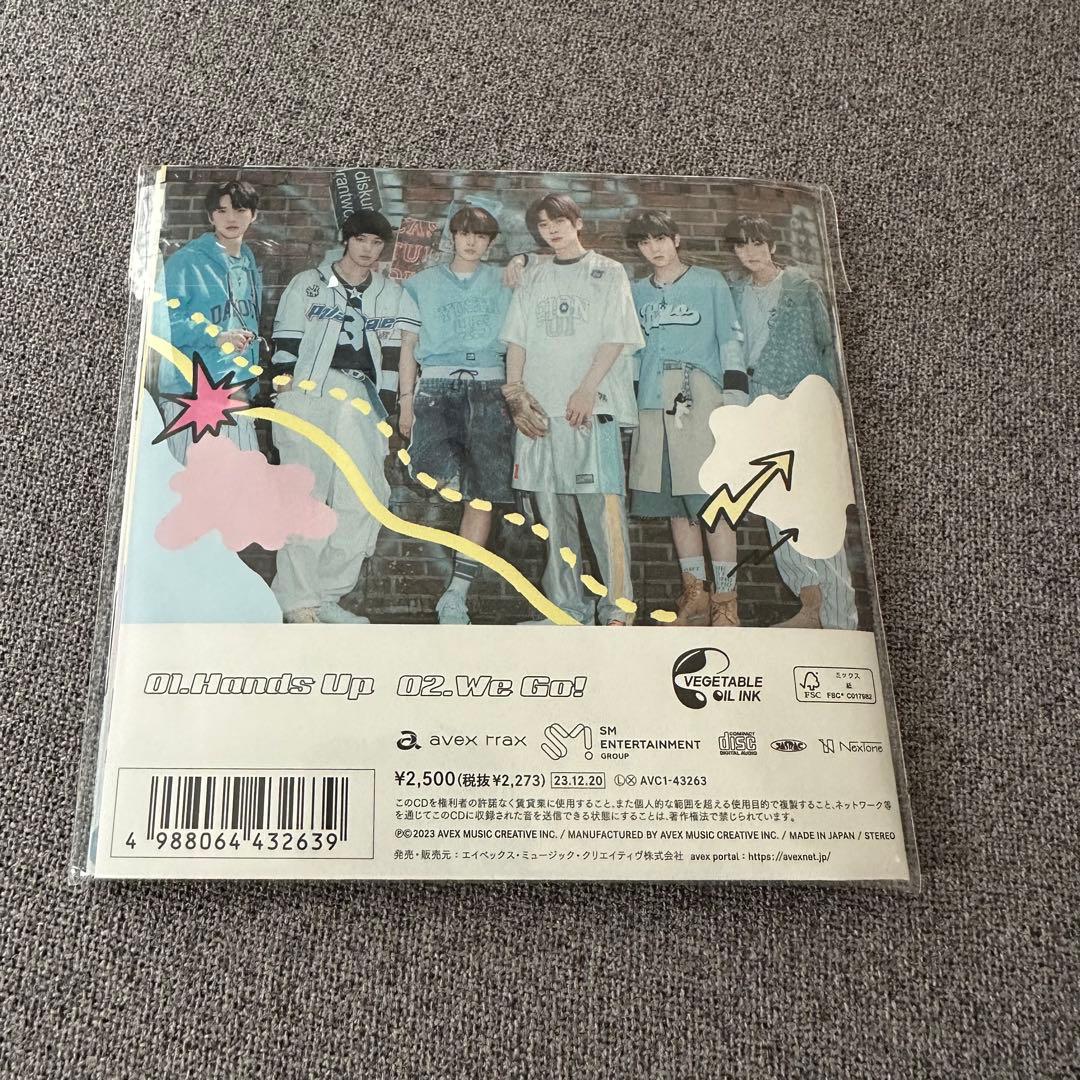 diskur
rantwo
01.Hands Up 02.We Go!
VEGETABLE
OIL INK
FSC
ミックス
紙
FSC® C017982
avex trax
SM
ENTERTAINMENT
GROUP
COMPACT
disc
DIGITAL AUDIO
JASRAC
NexTone
¥2,500(税抜¥2,273) 23.12.20 ⓁⓍ AVC1-43263
このCDを権利者の許諾なく賃貸業に使用すること、また個人的な範囲を超える使用目的で複製すること、ネットワーク等
を通じてこのCDに収録された音を送信できる状態にすることは、著作権法で禁じられています。
ⓅⒸ2023 AVEX MUSIC CREATIVE INC. / MANUFACTURED BY AVEX MUSIC CREATIVE INC. / MADE IN JAPAN / STEREO
発売・販売元：エイベックス・ミュージック・クリエイティヴ株式会社 avex portal : https://avexnet.jp/
4 988064 432639